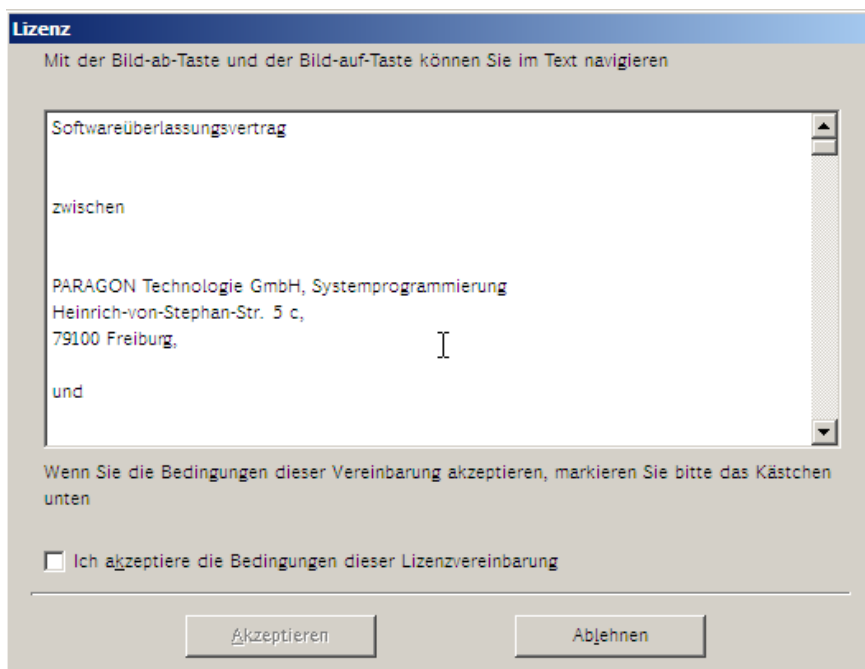 Lizenz
Mit der Bild-ab-Taste und der Bild-auf-Taste können Sie im Text navigieren
Softwareüberlassungsvertrag
zwischen
PARAGON Technologie GmbH, Systemprogrammierung
Heinrich-von-Stephan-Str. 5 c,
79100 Freiburg,
und
Wenn Sie die Bedingungen dieser Vereinbarung akzeptieren, markieren Sie bitte das Kästchen
unten
Ich akzeptiere die Bedingungen dieser Lizenzvereinbarung
Akzeptieren
Ablehnen